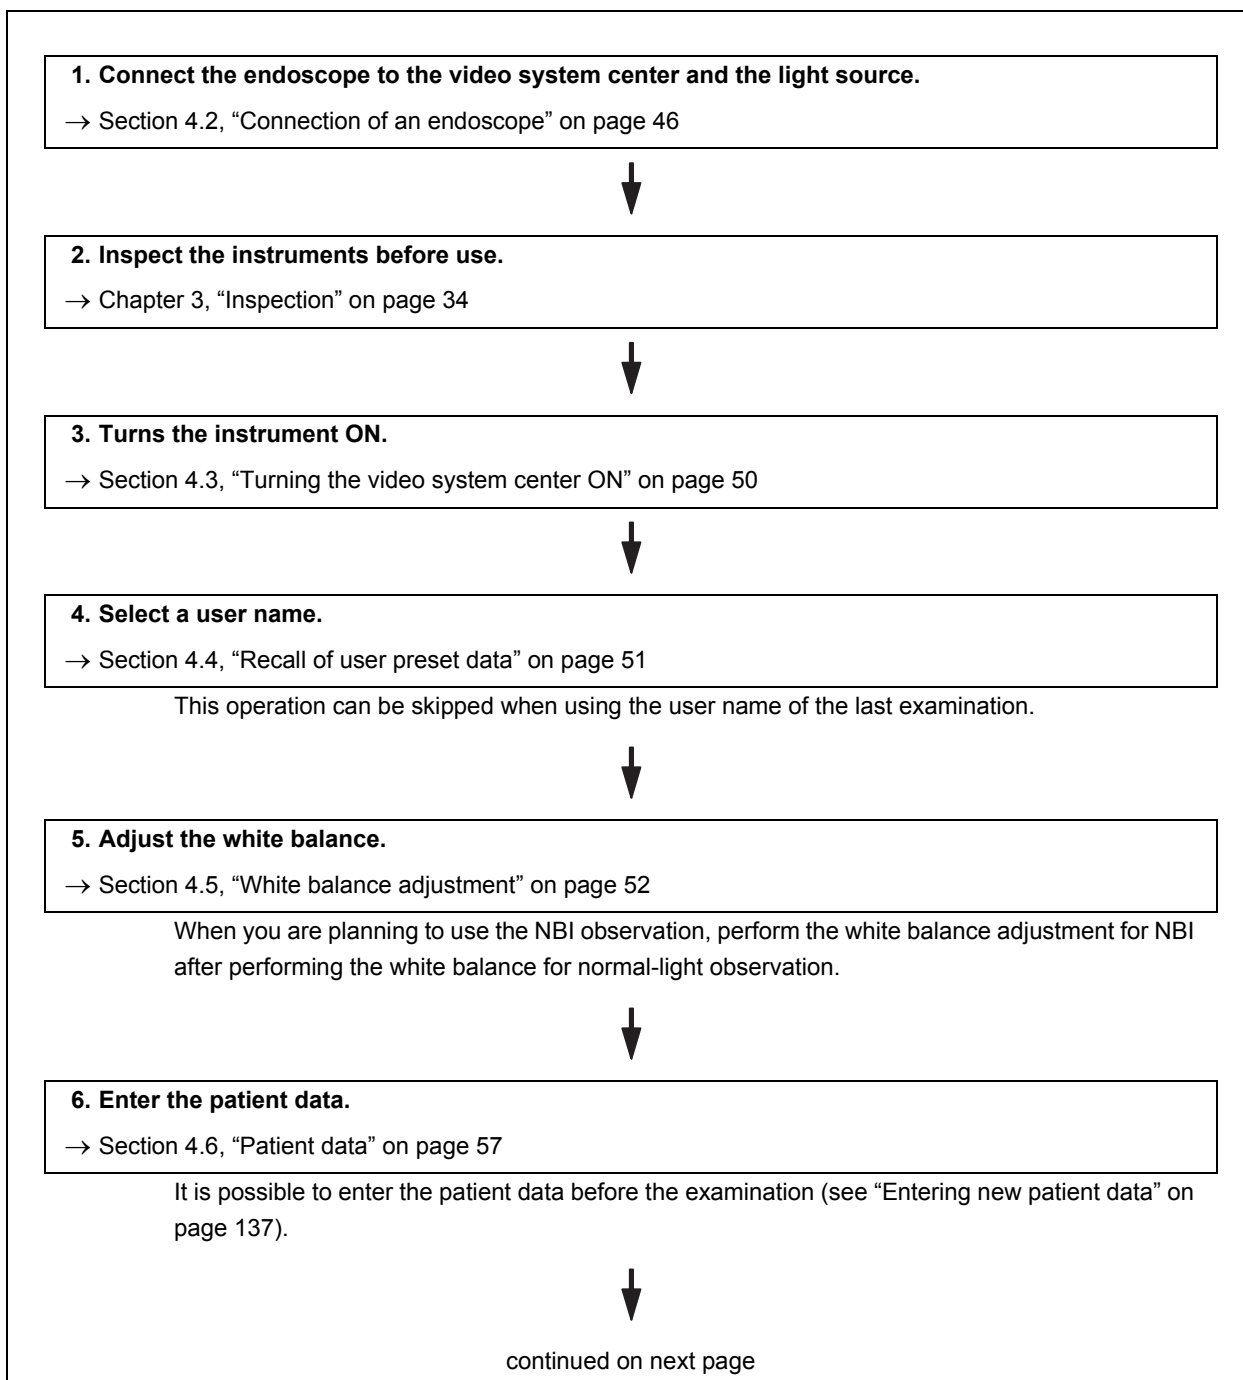 1. Connect the endoscope to the video system center and the light source.
→ Section 4.2, “Connection of an endoscope” on page 46
2. Inspect the instruments before use.
→ Chapter 3, “Inspection” on page 34
3. Turns the instrument ON.
→ Section 4.3, “Turning the video system center ON” on page 50
4. Select a user name.
→ Section 4.4, “Recall of user preset data” on page 51
This operation can be skipped when using the user name of the last examination.
5. Adjust the white balance.
→ Section 4.5, “White balance adjustment” on page 52
When you are planning to use the NBI observation, perform the white balance adjustment for NBI
after performing the white balance for normal-light observation.
6. Enter the patient data.
→ Section 4.6, “Patient data” on page 57
It is possible to enter the patient data before the examination (see “Entering new patient data” on
page 137).
continued on next page